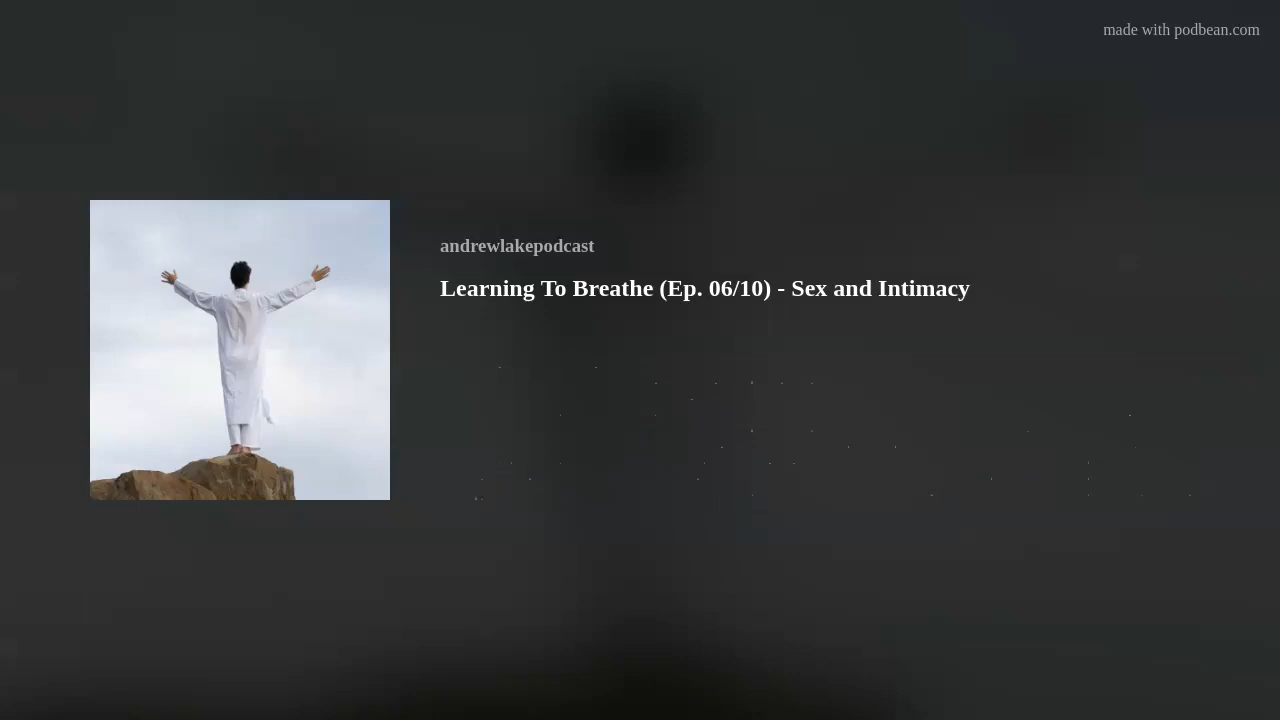 made with podbean.com
andrewlakepodcast
Learning To Breathe (Ep. 06/10) - Sex and Intimacy